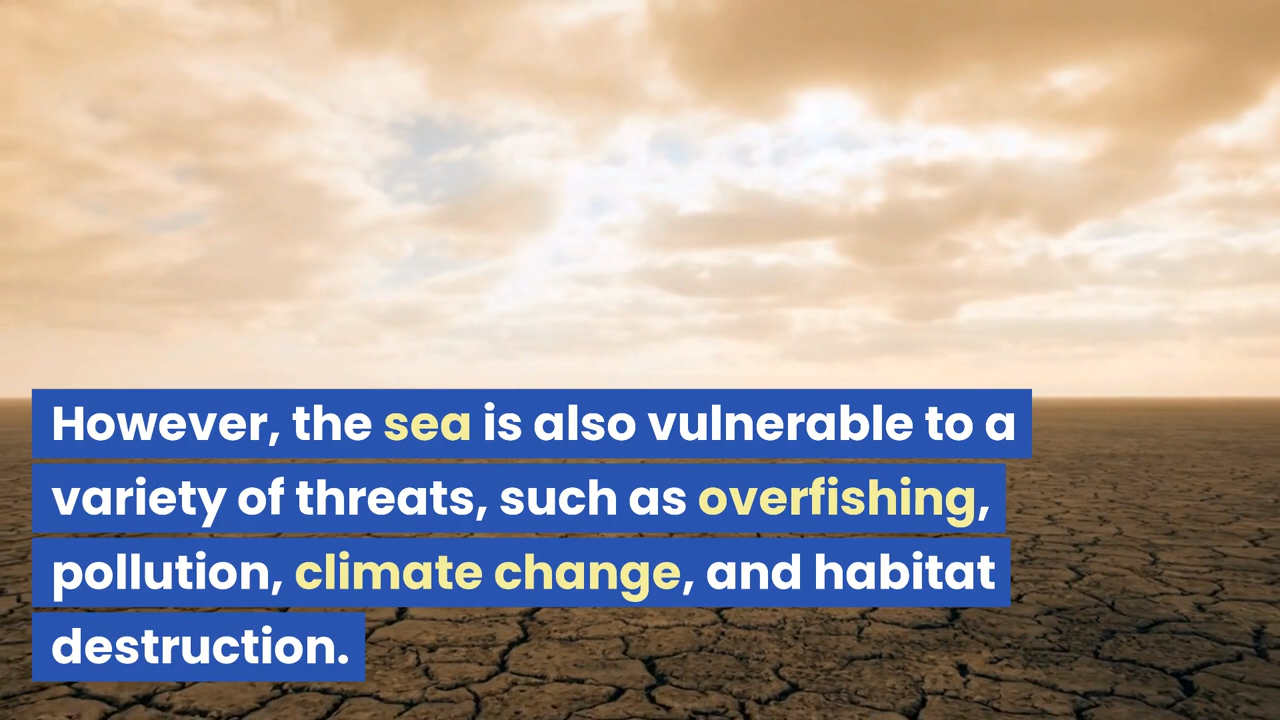 However, the sea is also vulnerable to a
variety of threats, such as overfishing,
pollution, climate change, and habitat
destruction.